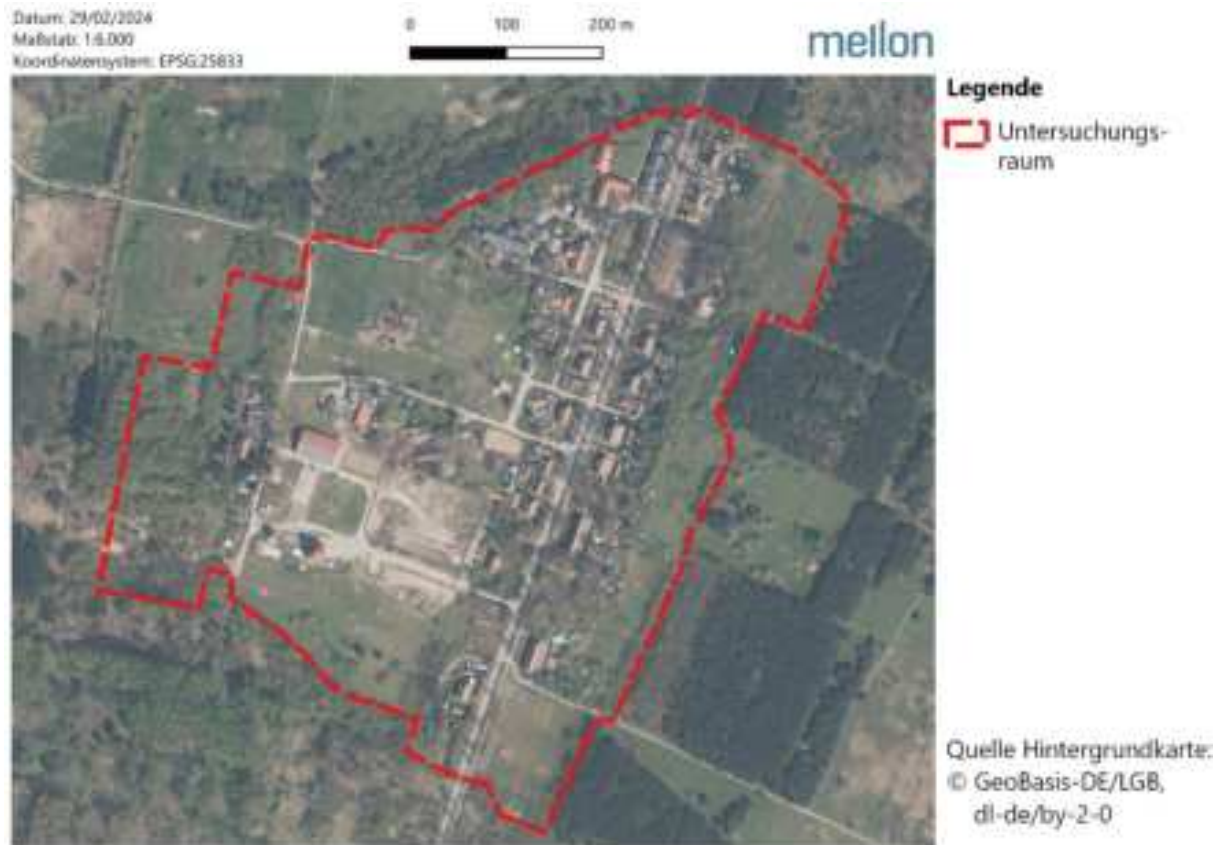 Datum: 29/02/2024
Maßstab: 1:6.000
Koordinatensystem: EPSG:25833
0 100 200 m
mellon
Legende
Untersuchungs-
raum
Quelle Hintergrundkarte:
© GeoBasis-DE/LGB,
dl-de/by-2-0